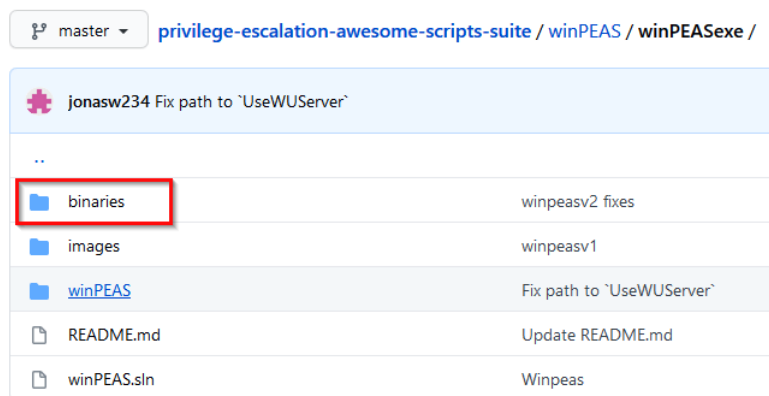 master privilege-escalation-awesome-scripts-suite / winPEAS / winPEASexe /
jonasw234 Fix path to `UseWUServer`
..
binaries winpeasv2 fixes
images winpeasv1
winPEAS Fix path to `UseWUServer`
README.md Update README.md
winPEAS.sln Winpeas